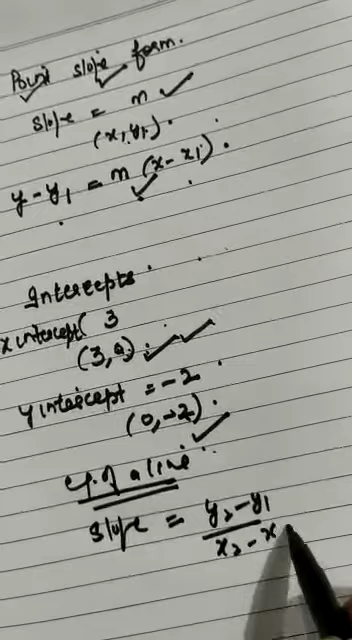 Point slope form.
slope = m
(x, y₁).
y - y₁ = m (x - x₁).
Intercepts.
x intercept( 3
(3,0).
y intercept = -2.
(0,-2).
eq. of a line
slope = y₂-y₁
x₂-x